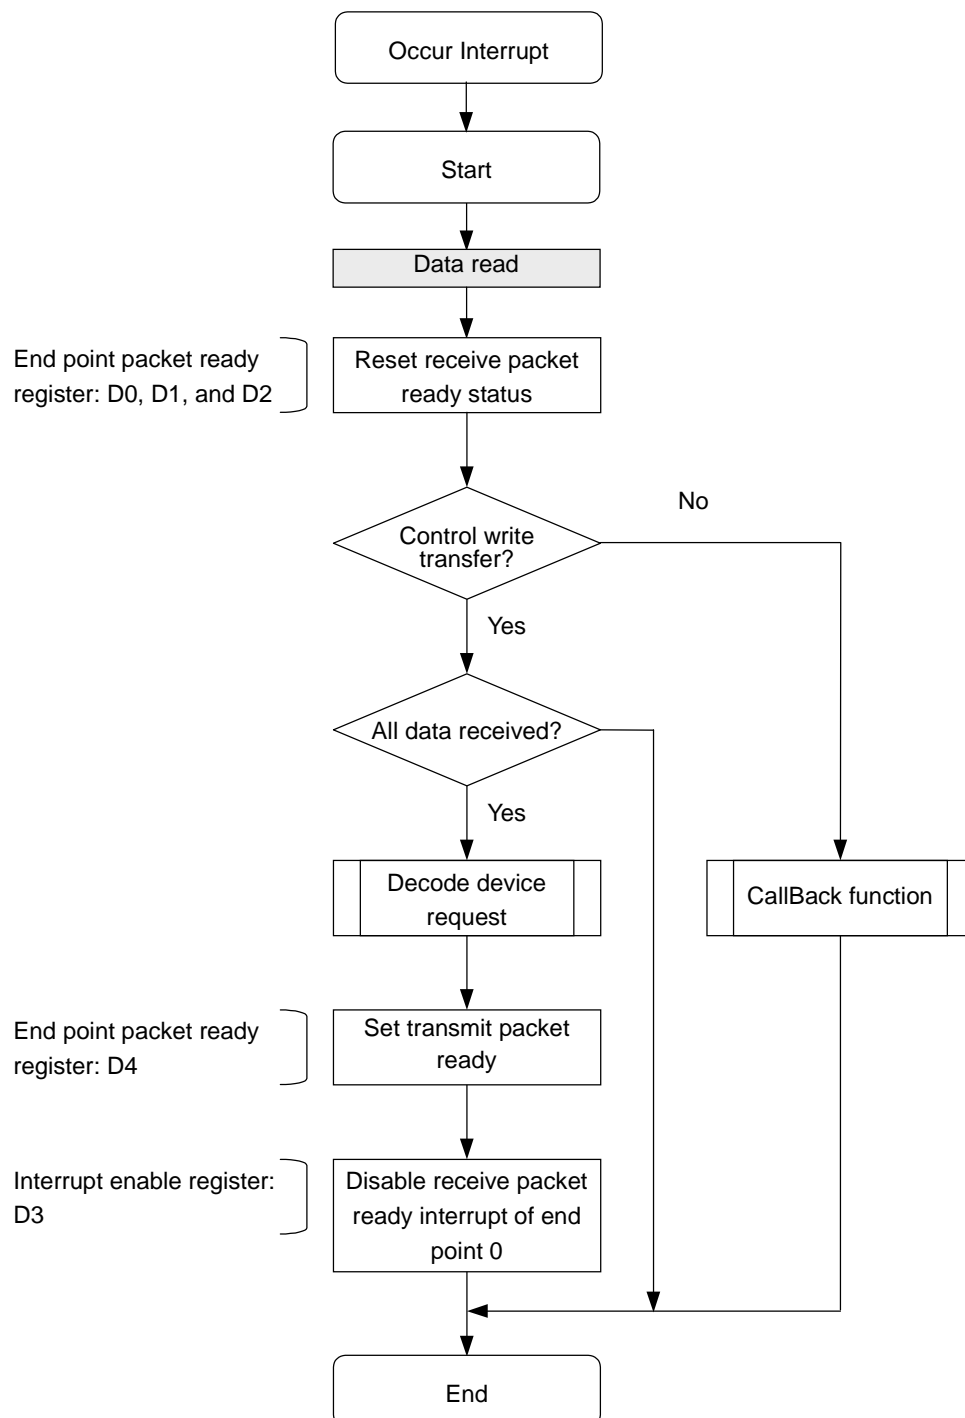 Occur Interrupt
Start
Data read
End point packet ready
register: D0, D1, and D2
Reset receive packet
ready status
No
Control write
transfer?
Yes
All data received?
Yes
Decode device
request
CallBack function
End point packet ready
register: D4
Set transmit packet
ready
Interrupt enable register:
D3
Disable receive packet
ready interrupt of end
point 0
End